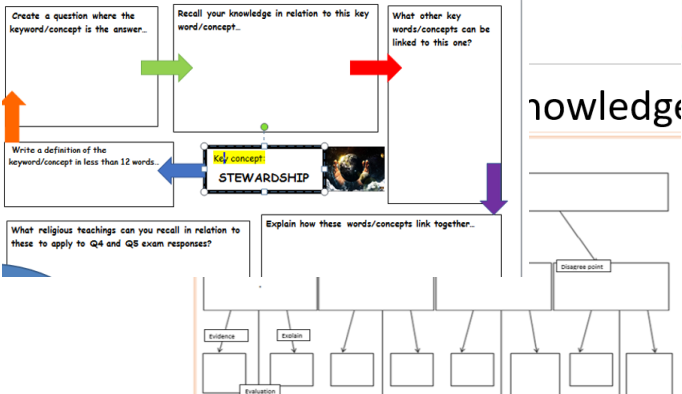 Create a question where the
keyword/concept is the answer…
Recall your knowledge in relation to this key
word/concept…
What other key
words/concepts can be
linked to this one?
Write a definition of the
keyword/concept in less than 12 words…
Key concept:
STEWARDSHIP
What religious teachings can you recall in relation to
these to apply to Q4 and Q5 exam responses?
Explain how these words/concepts link together…
nowledge
Disagree point
Evidence
Explain
Evaluation